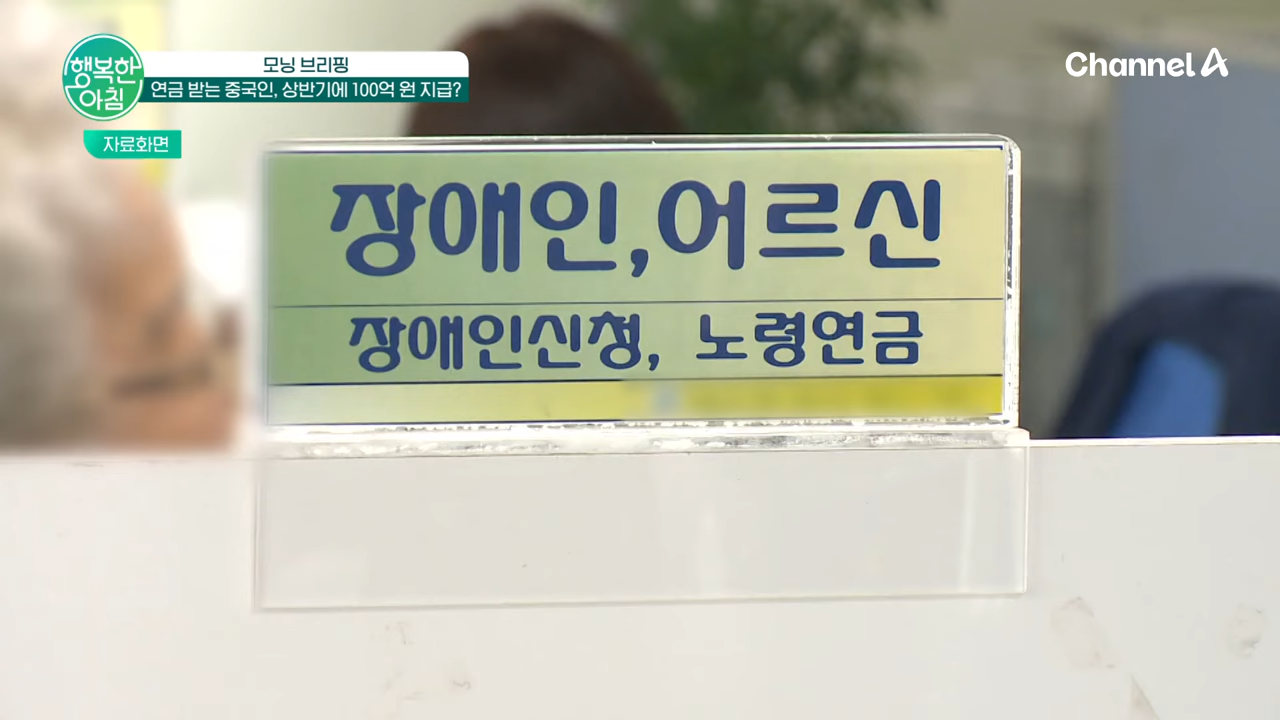 행복한
아침
모닝 브리핑
연금 받는 중국인, 상반기에 100억 원 지급?
자료화면
Channel A
장애인,어르신
장애인신청, 노령연금